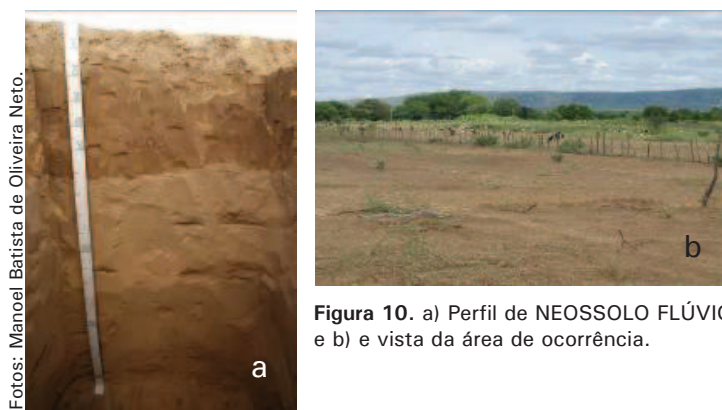 Fotos: Manoel Batista de Oliveira Neto.
a
b
Figura 10. a) Perfil de NEOSSOLO FLÚVIC
e b) e vista da área de ocorrência.